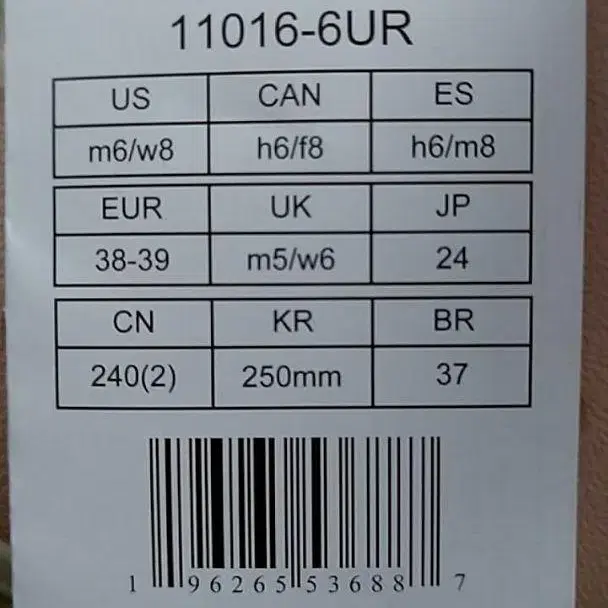 11016-6UR
US CAN ES
m6/w8 h6/f8 h6/m8
EUR UK JP
38-39 m5/w6 24
CN KR BR
240(2) 250mm 37
1 96265 53688 7